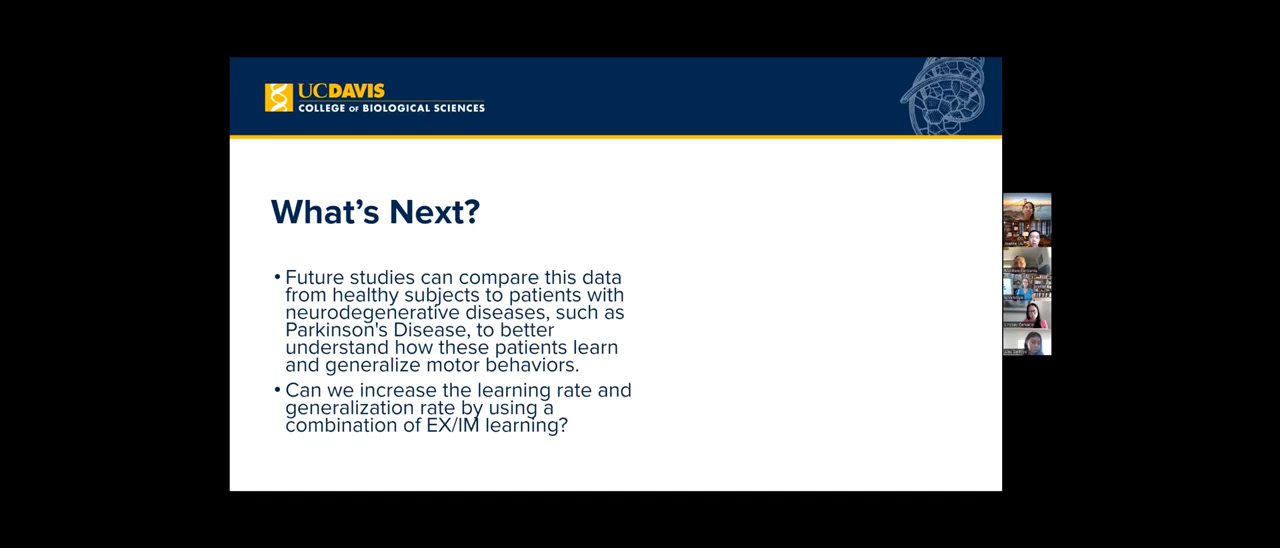 UCDAVIS
COLLEGE OF BIOLOGICAL SCIENCES
What's Next?
• Future studies can compare this data
from healthy subjects to patients with
neurodegenerative diseases, such as
Parkinson's Disease, to better
understand how these patients learn
and generalize motor behaviors.
• Can we increase the learning rate and
generalization rate by using a
combination of EX/IM learning?